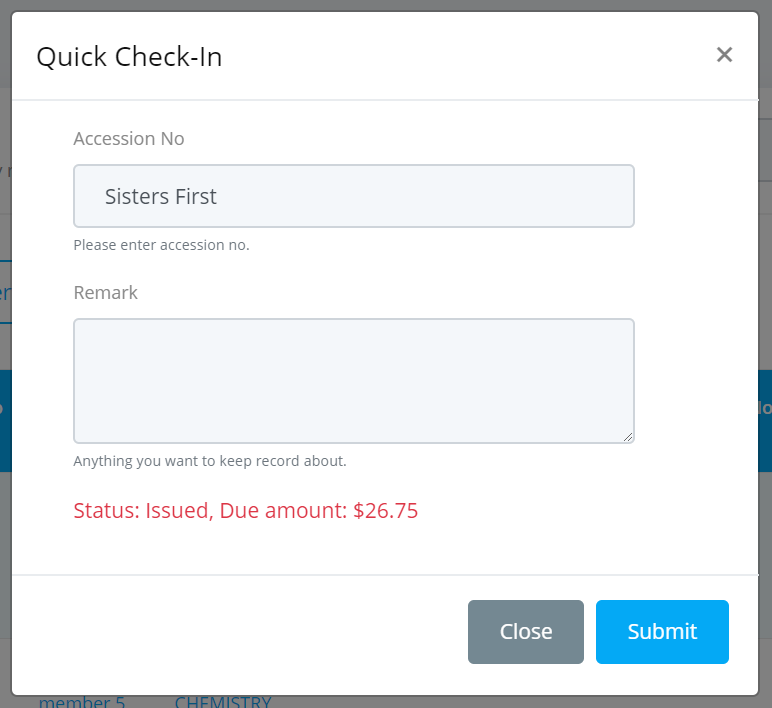 Quick Check-In
×
Accession No
Sisters First
Please enter accession no.
Remark
Anything you want to keep record about.
Status: Issued, Due amount: $26.75
Close
Submit
member 5
CHEMISTRY